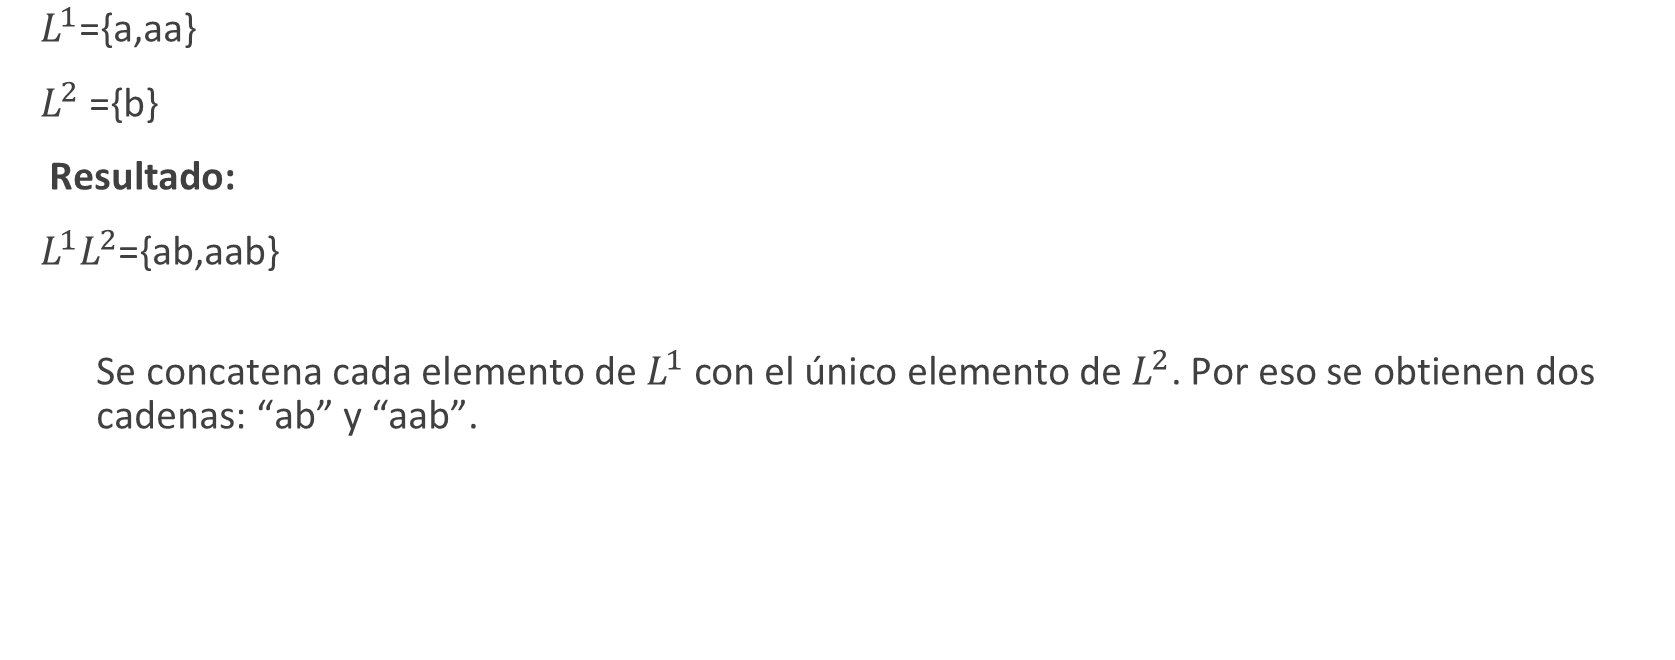 L¹={a,aa}
L² ={b}
Resultado:
L¹L²={ab,aab}
Se concatena cada elemento de L¹ con el único elemento de L². Por eso se obtienen dos
cadenas: “ab” y “aab”.